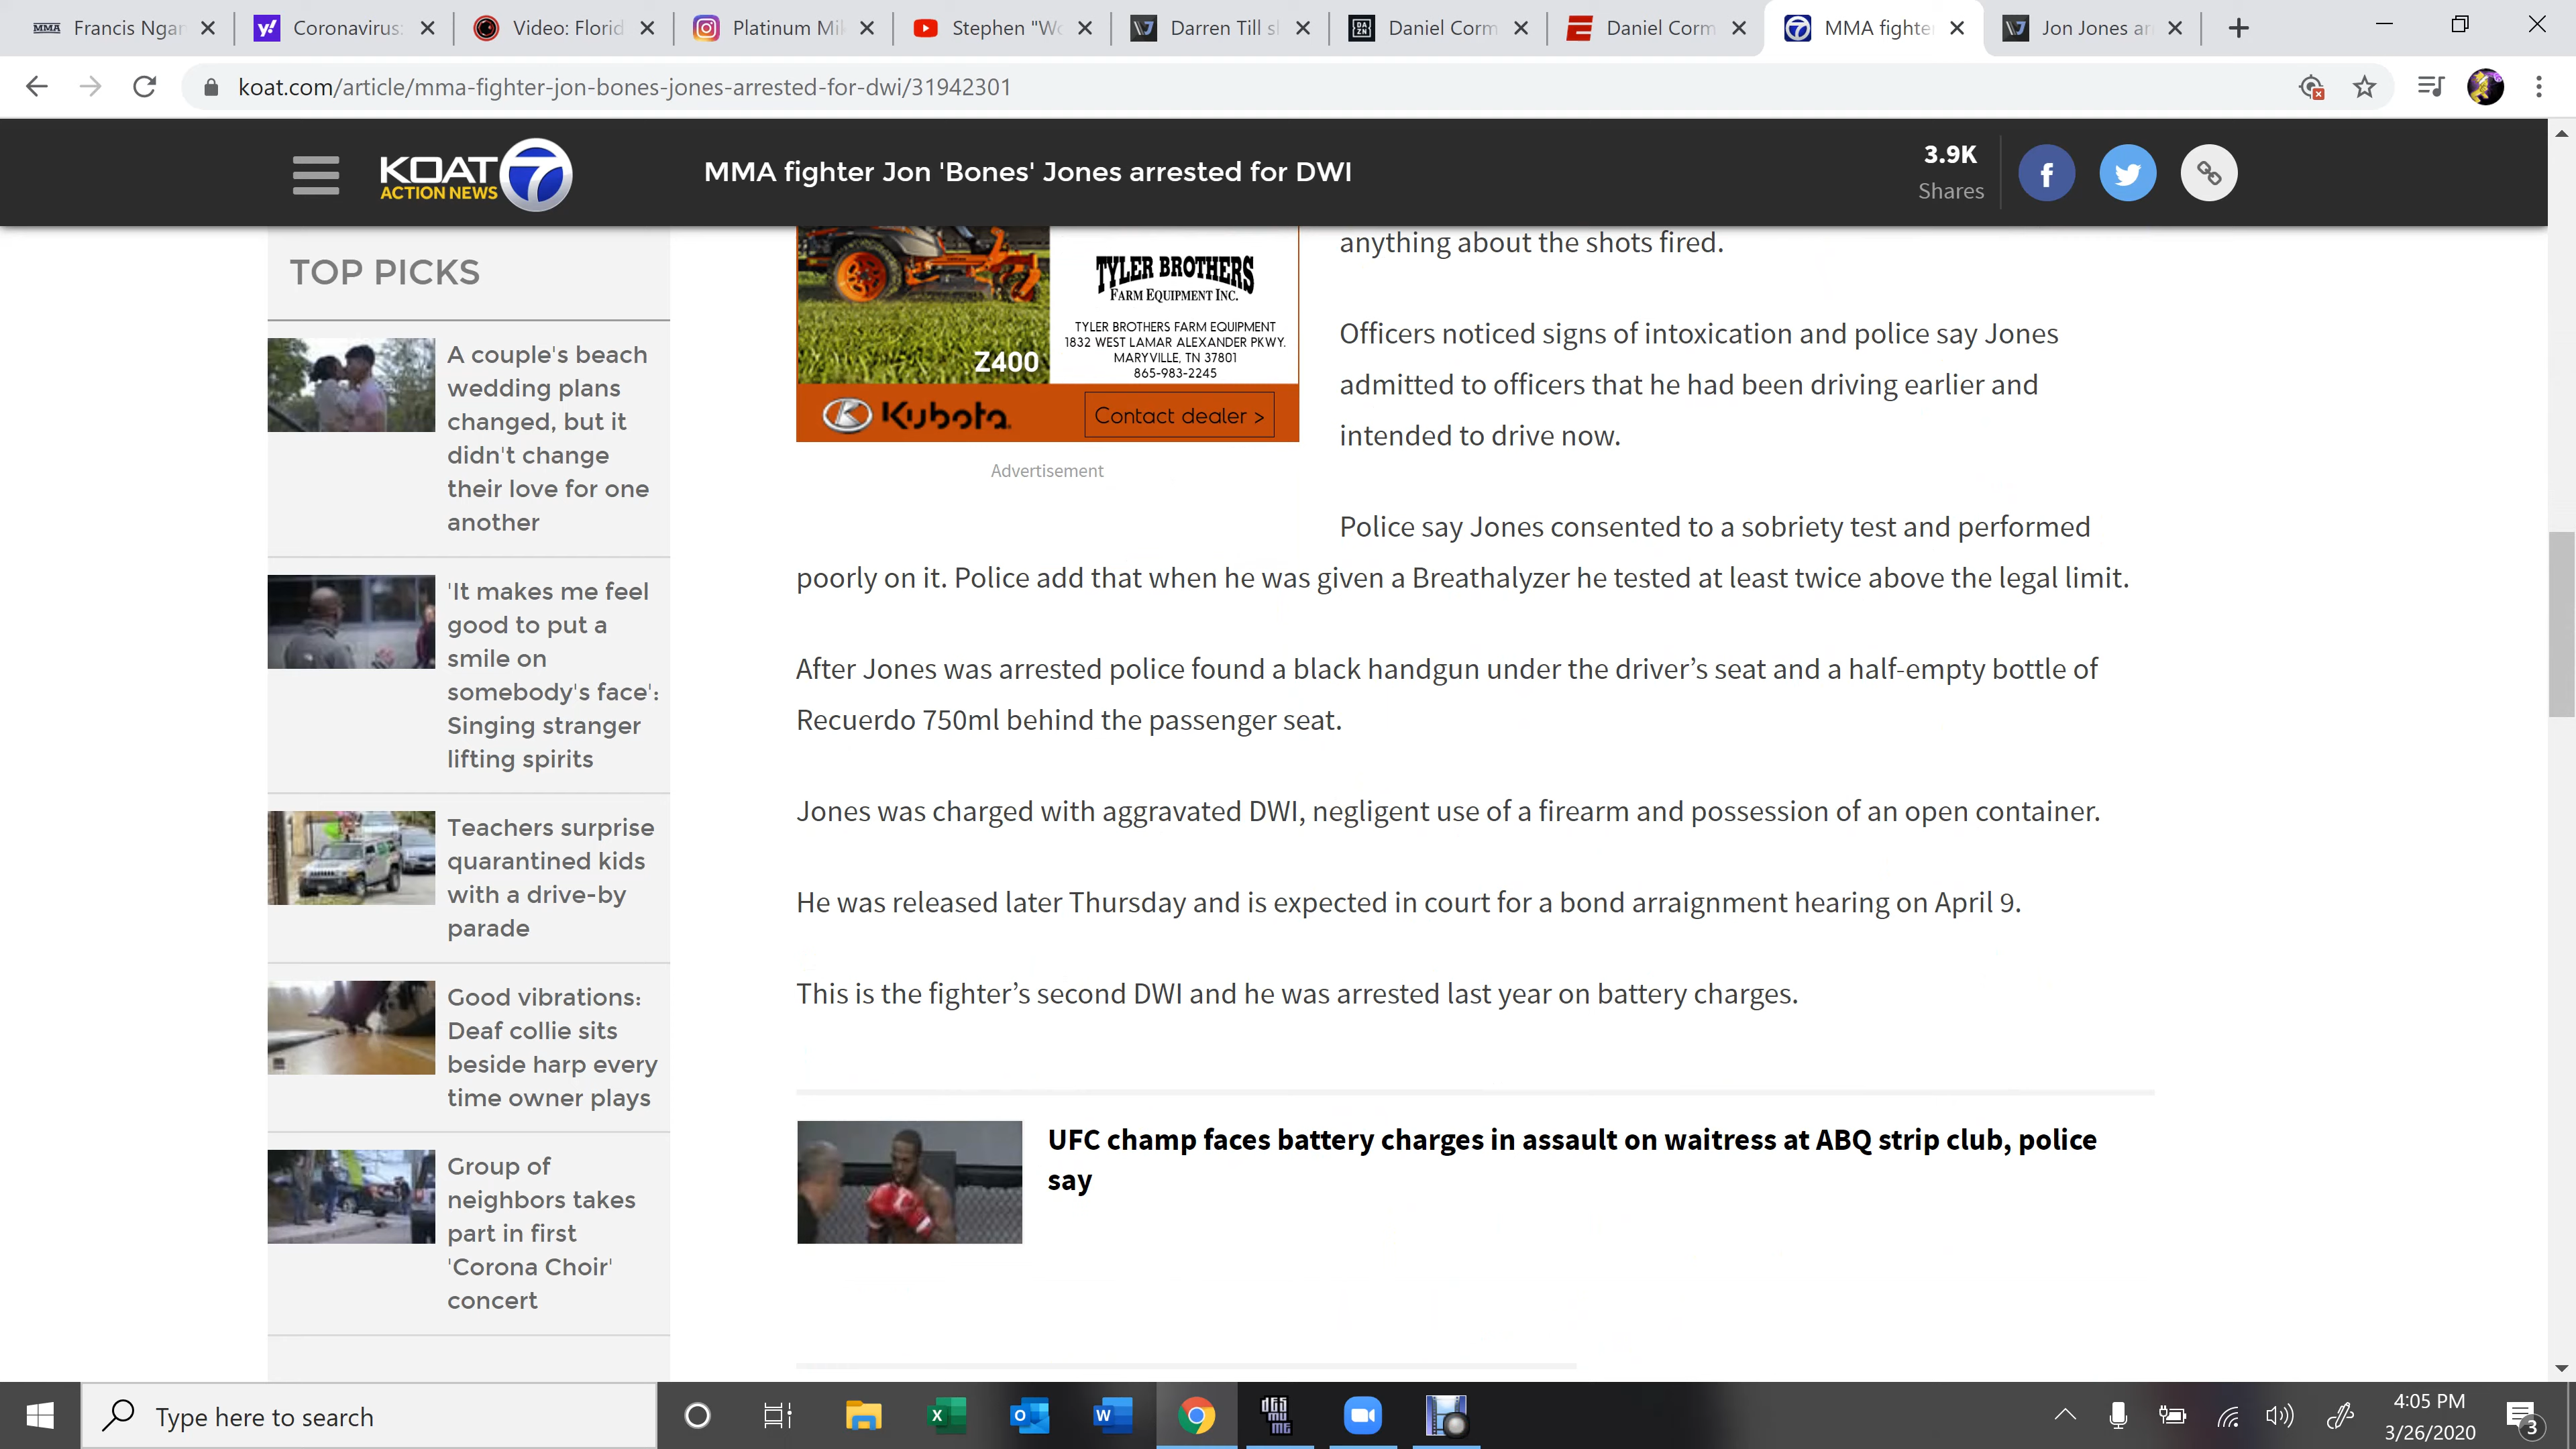 MMA Francis Ngan
Coronavirus:
Video: Florid
Platinum Mik
Stephen "Wo
Darren Till sl
DAZN Daniel Corm
Daniel Corm
MMA fighte
Jon Jones ar
koat.com/article/mma-fighter-jon-bones-jones-arrested-for-dwi/31942301
KOAT 7
ACTION NEWS
MMA fighter Jon 'Bones' Jones arrested for DWI
3.9K
Shares
TOP PICKS
A couple's beach
wedding plans
changed, but it
didn't change
their love for one
another
'It makes me feel
good to put a
smile on
somebody's face':
Singing stranger
lifting spirits
Teachers surprise
quarantined kids
with a drive-by
parade
Good vibrations:
Deaf collie sits
beside harp every
time owner plays
Group of
neighbors takes
part in first
'Corona Choir'
concert
Z400
TYLER BROTHERS
FARM EQUIPMENT INC.
TYLER BROTHERS FARM EQUIPMENT
1832 WEST LAMAR ALEXANDER PKWY.
MARYVILLE, TN 37801
865-983-2245
Kubota
Contact dealer >
Advertisement
anything about the shots fired.
Officers noticed signs of intoxication and police say Jones
admitted to officers that he had been driving earlier and
intended to drive now.
Police say Jones consented to a sobriety test and performed
poorly on it. Police add that when he was given a Breathalyzer he tested at least twice above the legal limit.
After Jones was arrested police found a black handgun under the driver’s seat and a half-empty bottle of
Recuerdo 750ml behind the passenger seat.
Jones was charged with aggravated DWI, negligent use of a firearm and possession of an open container.
He was released later Thursday and is expected in court for a bond arraignment hearing on April 9.
This is the fighter’s second DWI and he was arrested last year on battery charges.
UFC champ faces battery charges in assault on waitress at ABQ strip club, police
say
Type here to search
4:05 PM
3/26/2020
3